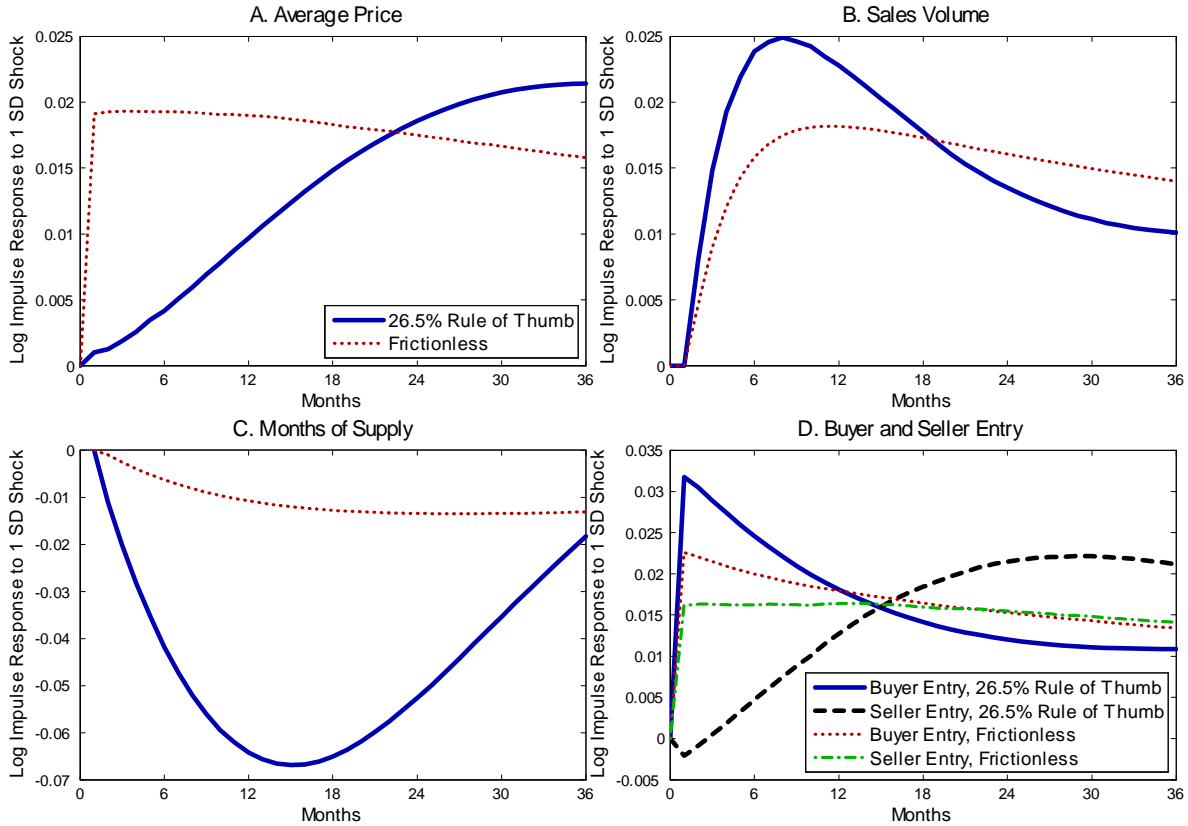 A. Average Price
Log Impulse Response to 1 SD Shock
0.025
0.02
0.015
0.01
0.005
0
0 6 12 18 24 30 36
Months
26.5% Rule of Thumb
Frictionless
B. Sales Volume
Log Impulse Response to 1 SD Shock
0.025
0.02
0.015
0.01
0.005
0
0 6 12 18 24 30 36
Months
C. Months of Supply
Log Impulse Response to 1 SD Shock
0
-0.01
-0.02
-0.03
-0.04
-0.05
-0.06
-0.07
0 6 12 18 24 30 36
Months
D. Buyer and Seller Entry
Log Impulse Response to 1 SD Shock
0.035
0.03
0.025
0.02
0.015
0.01
0.005
0
-0.005
0 6 12 18 24 30 36
Months
Buyer Entry, 26.5% Rule of Thumb
Seller Entry, 26.5% Rule of Thumb
Buyer Entry, Frictionless
Seller Entry, Frictionless